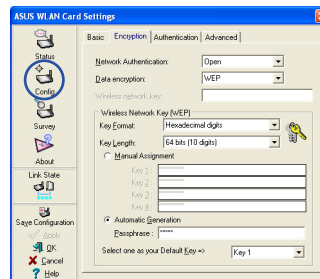 ASUS WLAN Card Settings
Status
Config
Survey
About
Link State
Save Configuration
Apply
OK
Cancel
Help
Basic Encryption Authentication Advanced
Network Authentication: Open
Data encryption: WEP
Wireless network key:
Wireless Network Key (WEP)
Key Format: Hexadecimal digits
Key Length: 64 bits (10 digits)
Manual Assignment
Key 1: **********
Key 2: **********
Key 3: **********
Key 4: **********
Automatic Generation
Passphrase: *****
Select one as your Default Key => Key 1